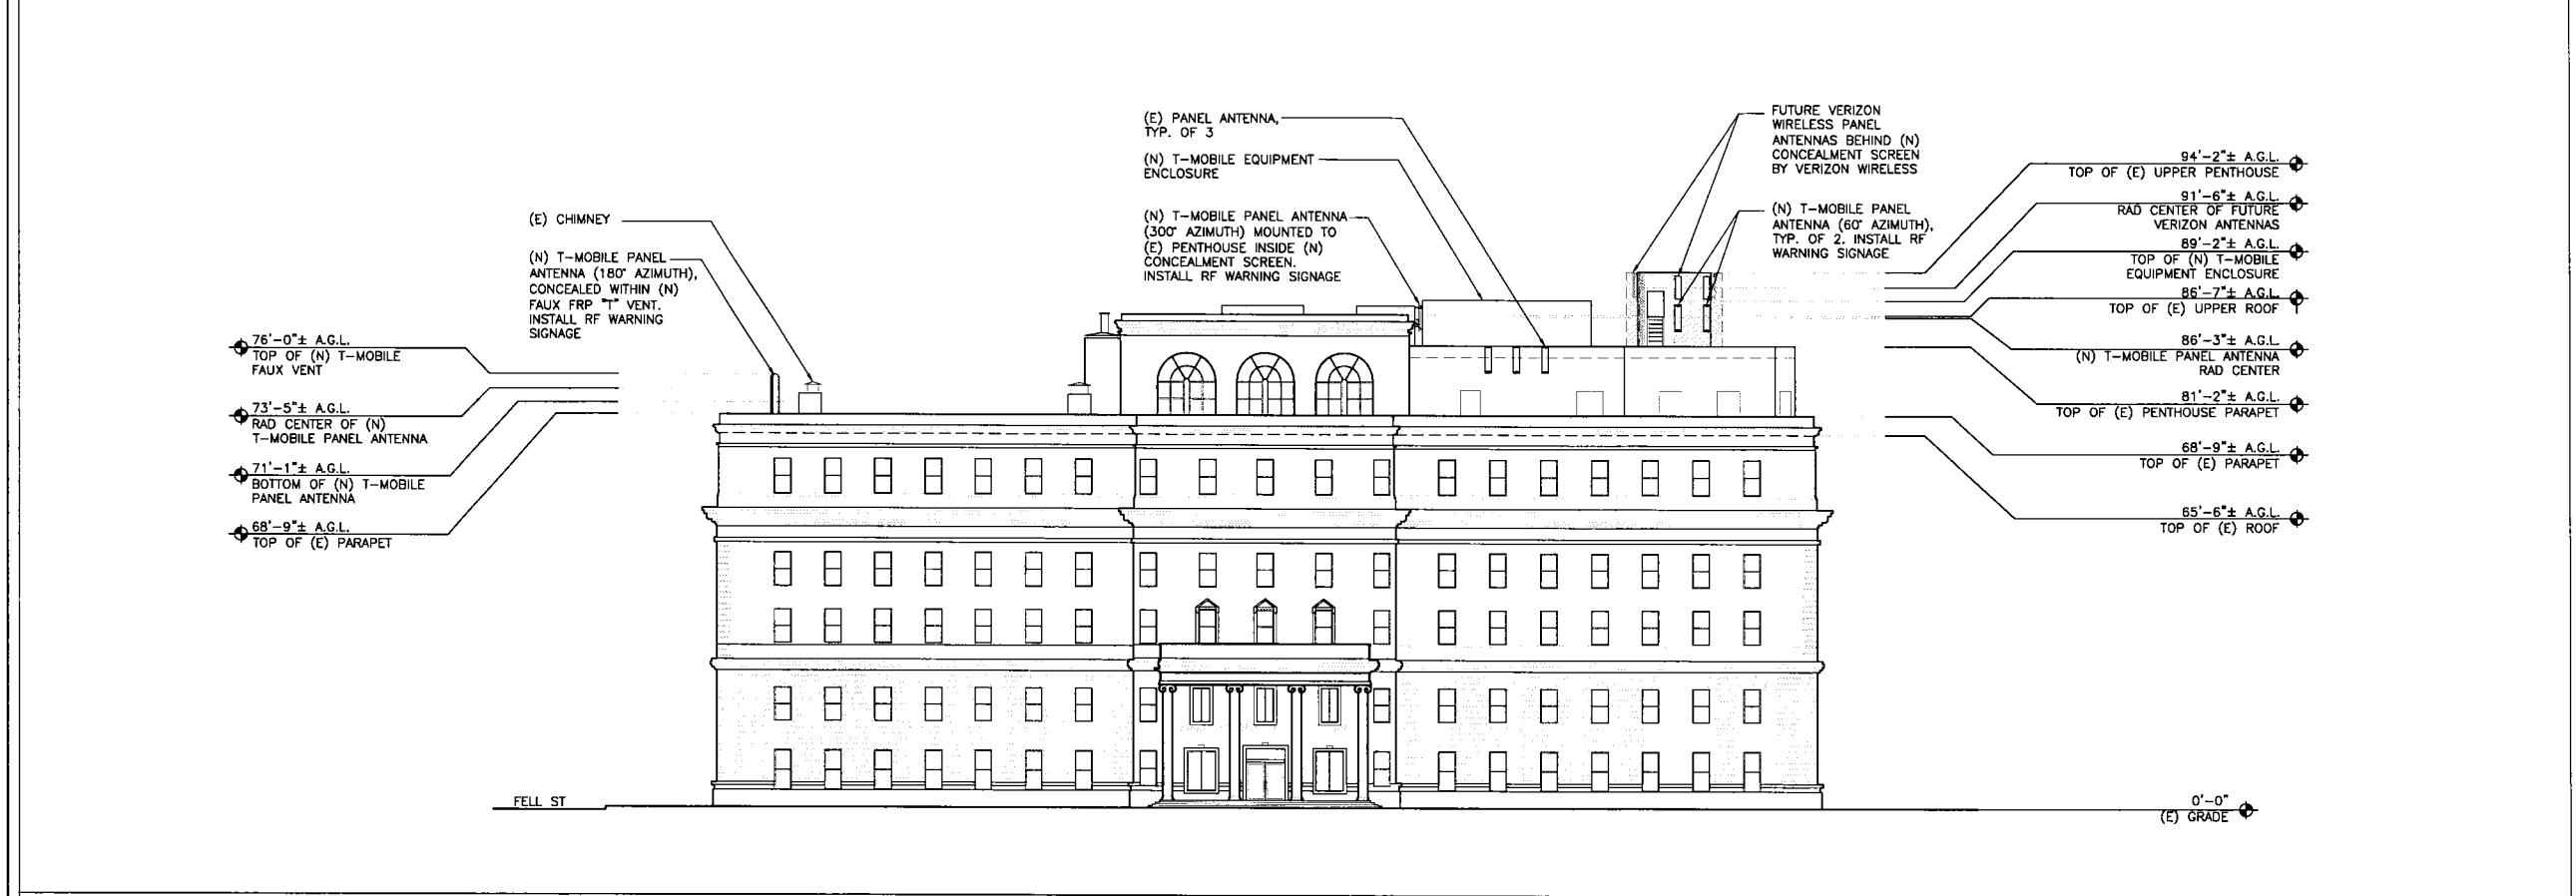 (E) PANEL ANTENNA,
TYP. OF 3
(N) T-MOBILE EQUIPMENT
ENCLOSURE
(N) T-MOBILE PANEL ANTENNA
(300° AZIMUTH) MOUNTED TO
(E) PENTHOUSE INSIDE (N)
CONCEALMENT SCREEN.
INSTALL RF WARNING SIGNAGE
FUTURE VERIZON
WIRELESS PANEL
ANTENNAS BEHIND (N)
CONCEALMENT SCREEN
BY VERIZON WIRELESS
(N) T-MOBILE PANEL
ANTENNA (60° AZIMUTH),
TYP. OF 2. INSTALL RF
WARNING SIGNAGE
(E) CHIMNEY
(N) T-MOBILE PANEL
ANTENNA (180° AZIMUTH),
CONCEALED WITHIN (N)
FAUX FRP "T" VENT.
INSTALL RF WARNING
SIGNAGE
76'-0"± A.G.L.
TOP OF (N) T-MOBILE
FAUX VENT
73'-5"± A.G.L.
RAD CENTER OF (N)
T-MOBILE PANEL ANTENNA
71'-1"± A.G.L.
BOTTOM OF (N) T-MOBILE
PANEL ANTENNA
68'-9"± A.G.L.
TOP OF (E) PARAPET
94'-2"± A.G.L.
TOP OF (E) UPPER PENTHOUSE
91'-6"± A.G.L.
RAD CENTER OF FUTURE
VERIZON ANTENNAS
89'-2"± A.G.L.
TOP OF (N) T-MOBILE
EQUIPMENT ENCLOSURE
86'-7"± A.G.L.
TOP OF (E) UPPER ROOF
86'-3"± A.G.L.
(N) T-MOBILE PANEL ANTENNA
RAD CENTER
81'-2"± A.G.L.
TOP OF (E) PENTHOUSE PARAPET
68'-9"± A.G.L.
TOP OF (E) PARAPET
65'-6"± A.G.L.
TOP OF (E) ROOF
FELL ST
0'-0"
(E) GRADE